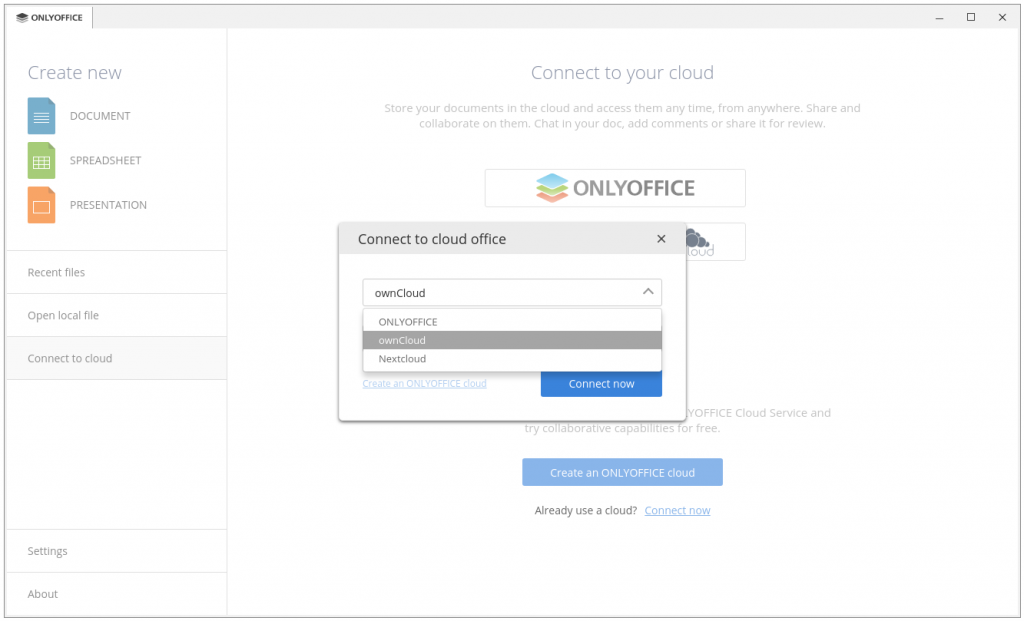 ONLYOFFICE
Create new
DOCUMENT
SPREADSHEET
PRESENTATION
Recent files
Open local file
Connect to cloud
Settings
About
Connect to your cloud
Store your documents in the cloud and access them any time, from anywhere. Share and
collaborate on them. Chat in your doc, add comments or share it for review.
ONLYOFFICE
Connect to cloud office
ownCloud
ONLYOFFICE
ownCloud
Nextcloud
Create an ONLYOFFICE cloud
Connect now
Cloud Service and
try collaborative capabilities for free.
Create an ONLYOFFICE cloud
Already use a cloud? Connect now